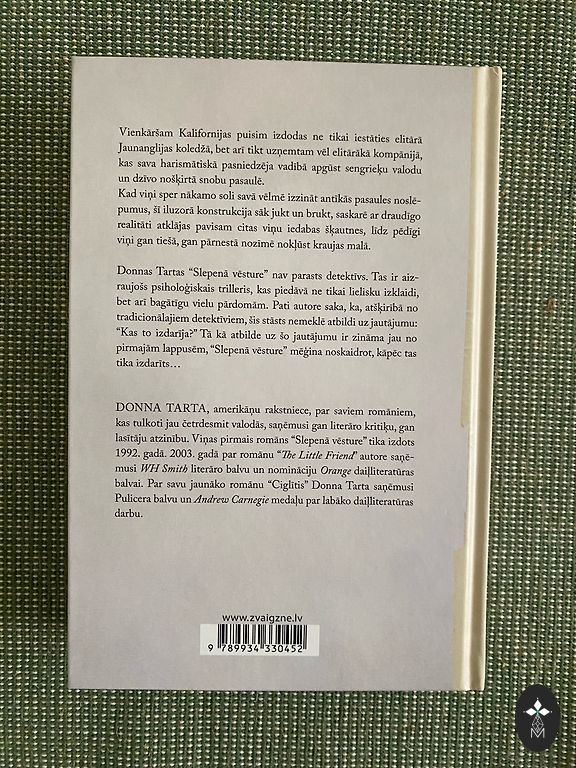 Vienkāršam Kalifornijas puisim izdodas ne tikai iestāties elitārā
Jaunanglijas koledžā, bet arī tikt uzņemtam vēl elitārākā kompānijā,
kas sava harismātiskā pasniedzēja vadībā apgūst sengrieķu valodu
un dzīvo nošķirtā snobu pasaulē.
Kad viņi sper nākamo soli savā vēlmē izzināt antīkās pasaules noslē-
pumus, šī iluzorā konstrukcija sāk jukt un brukt, saskarē ar draudīgo
realitāti atklājas pavisam citas viņu iedabas šķautnes, līdz pēdīgi
viņi gan tiešā, gan pārnestā nozīmē nokļūst kraujas malā.
Donnas Tartas “Slepenā vēsture” nav parasts detektīvs. Tas ir aiz-
raujošs psiholoģiskais trilleris, kas piedāvā ne tikai lielisku izklaidi,
bet arī bagātīgu vielu pārdomām. Pati autore saka, ka, atšķirībā no
tradicionālajiem detektīviem, šis stāsts nemeklē atbildi uz jautājumu:
“Kas to izdarīja?” Tā kā atbilde uz šo jautājumu ir zināma jau no
pirmajām lappusēm, “Slepenā vēsture” mēģina noskaidrot, kāpēc tas
tika izdarīts…
DONNA TARTA, amerikāņu rakstniece, par saviem romāniem,
kas tulkoti jau četrdesmit valodās, saņēmusi gan literāro kritiķu, gan
lasītāju atzinību. Viņas pirmais romāns “Slepenā vēsture” tika izdots
1992. gadā. 2003. gadā par romānu “The Little Friend” autore saņē-
musi WH Smith literāro balvu un nomināciju Orange daiļliteratūras
balvai. Par savu jaunāko romānu “Ciglītis” Donna Tarta saņēmusi
Pulicera balvu un Andrew Carnegie medaļu par labāko daiļliteratūras
darbu.
www.zvaigzne.lv
9 789934 330452
M